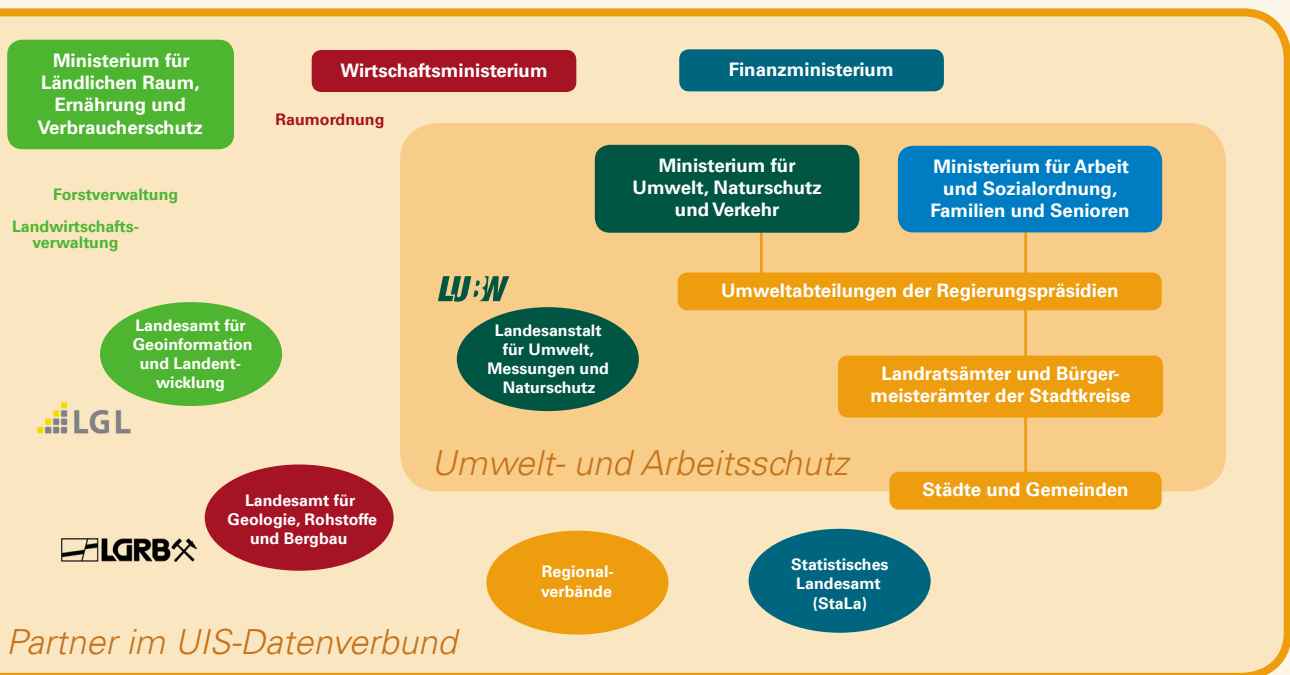 Ministerium für
Ländlichen Raum,
Ernährung und
Verbraucherschutz
Wirtschaftsministerium
Finanzministerium
Raumordnung
Forstverwaltung
Landwirtschafts-
verwaltung
Ministerium für
Umwelt, Naturschutz
und Verkehr
Ministerium für Arbeit
und Sozialordnung,
Familien und Senioren
LUBW
Umweltabteilungen der Regierungspräsidien
Landesamt für
Geoinformation
und Landent-
wicklung
Landesanstalt
für Umwelt,
Messungen und
Naturschutz
Landratsämter und Bürger-
meisterämter der Stadtkreise
LGL
Umwelt- und Arbeitsschutz
Städte und Gemeinden
Landesamt für
Geologie, Rohstoffe
und Bergbau
LGRB
Regional-
verbände
Statistisches
Landesamt
(StaLa)
Partner im UIS-Datenverbund